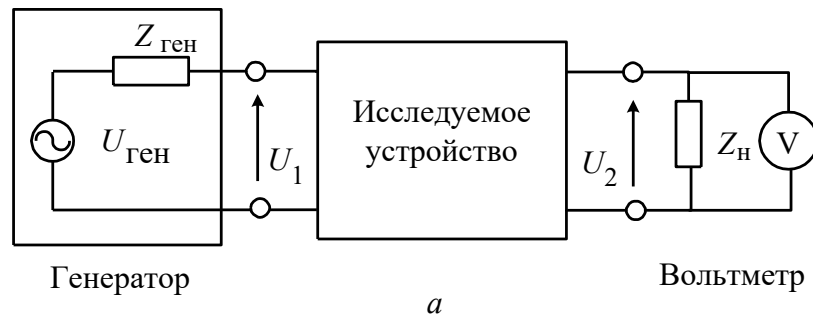 Z ген
U ген
U1
Исследуемое
устройство
U2
Zн
V
Генератор
Вольтметр
а